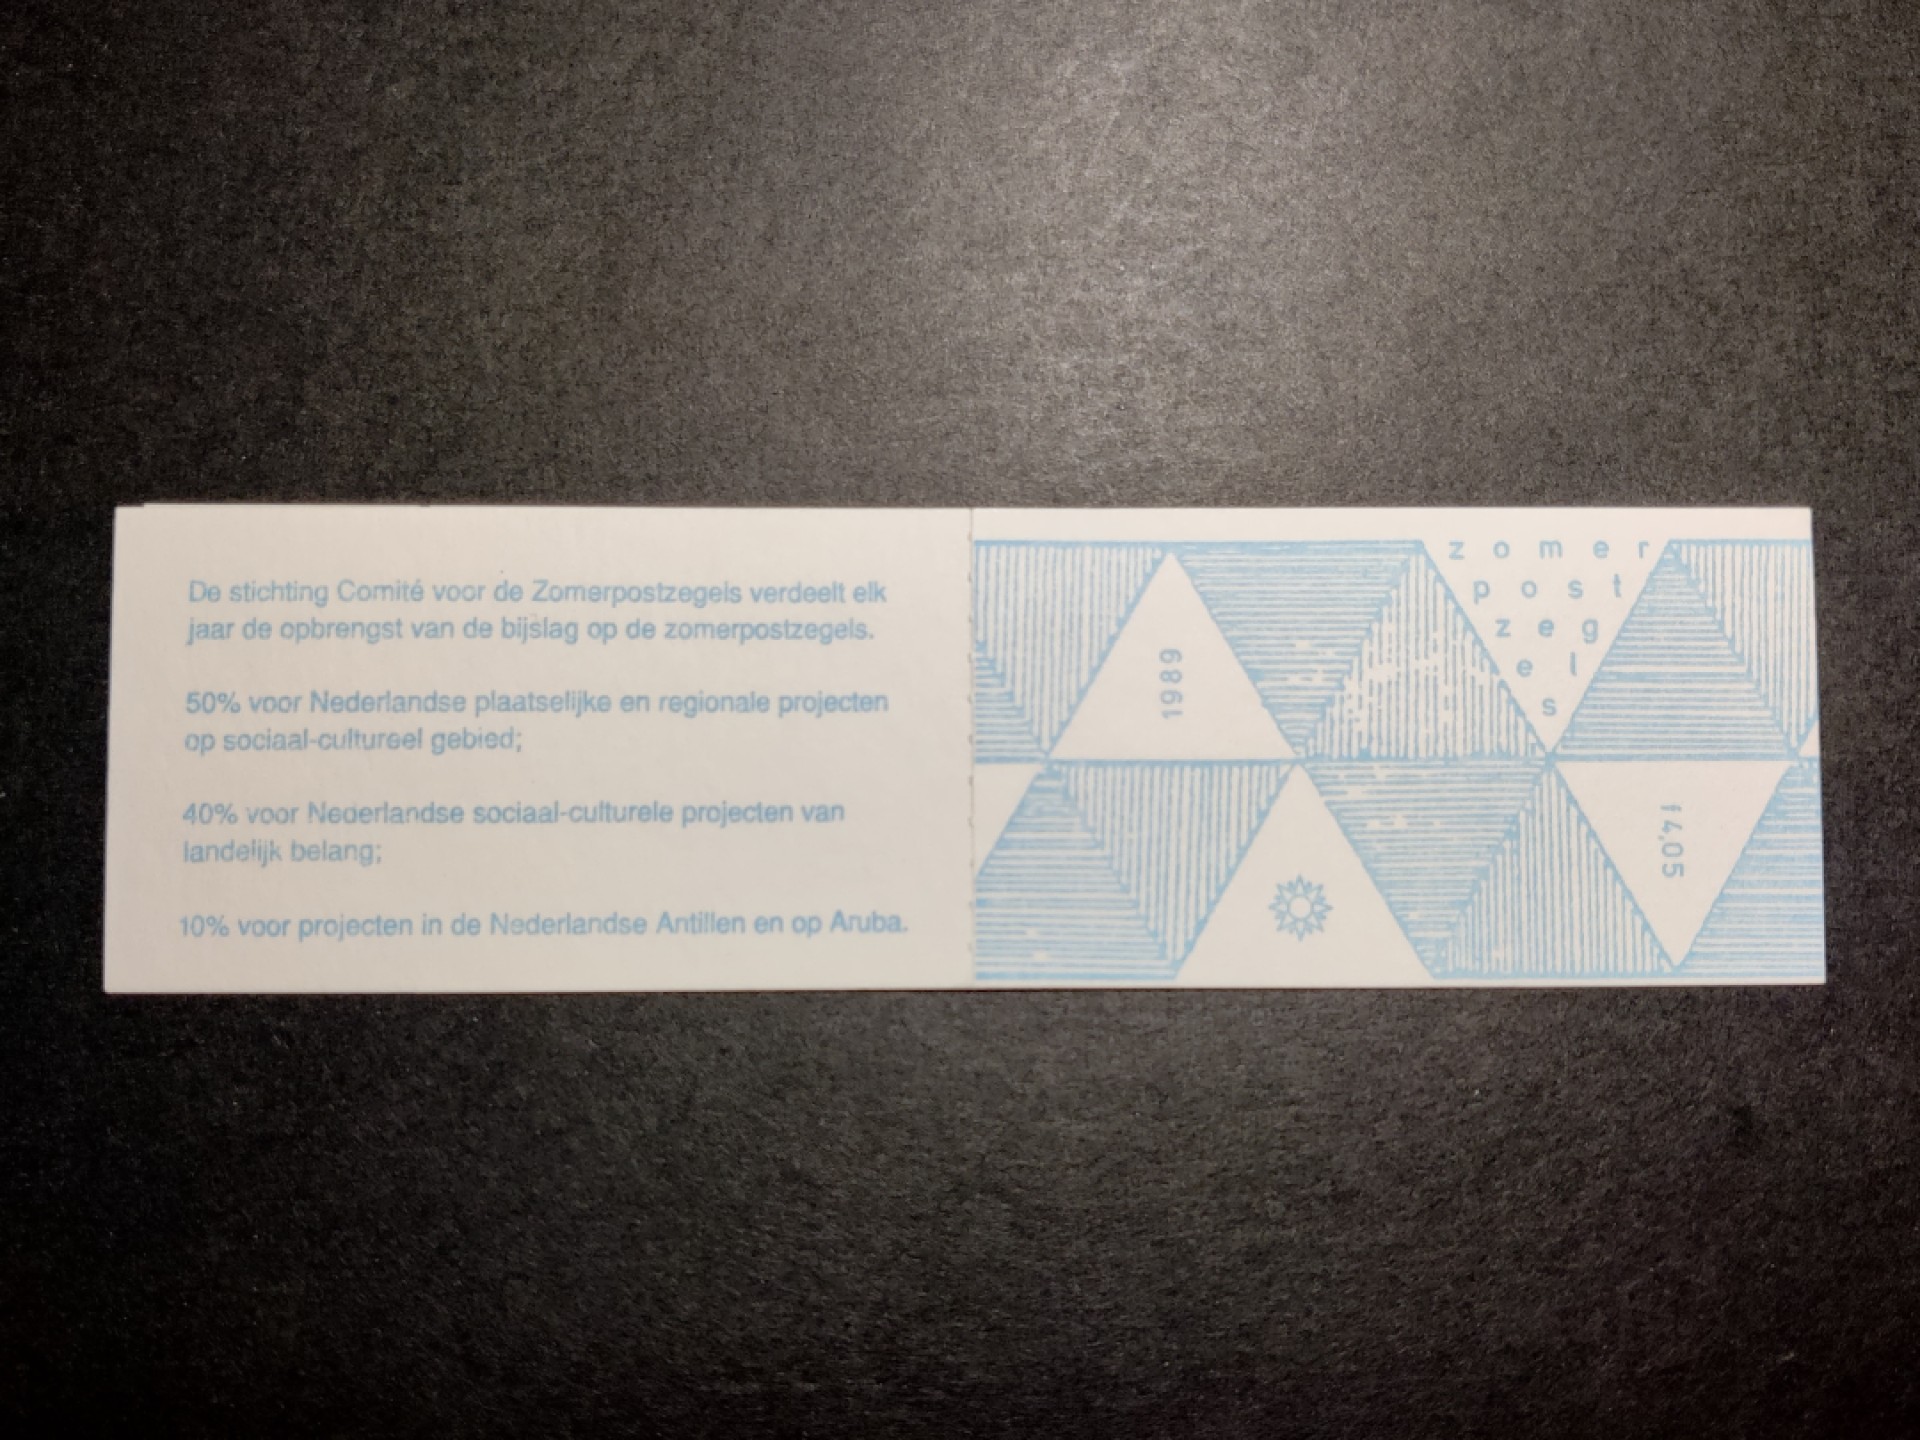 De stichting Comité voor de Zomerpostzegels verdeelt elk
jaar de opbrengst van de bijslag op de zomerpostzegels.
50% voor Nederlandse plaatselijke en regionale projecten
op sociaal-cultureel gebied;
40% voor Nederlandse sociaal-culturele projecten van
landelijk belang;
10% voor projecten in de Nederlandse Antillen en op Aruba.
zomer
post
zeg
el
s
1989
f 4,05